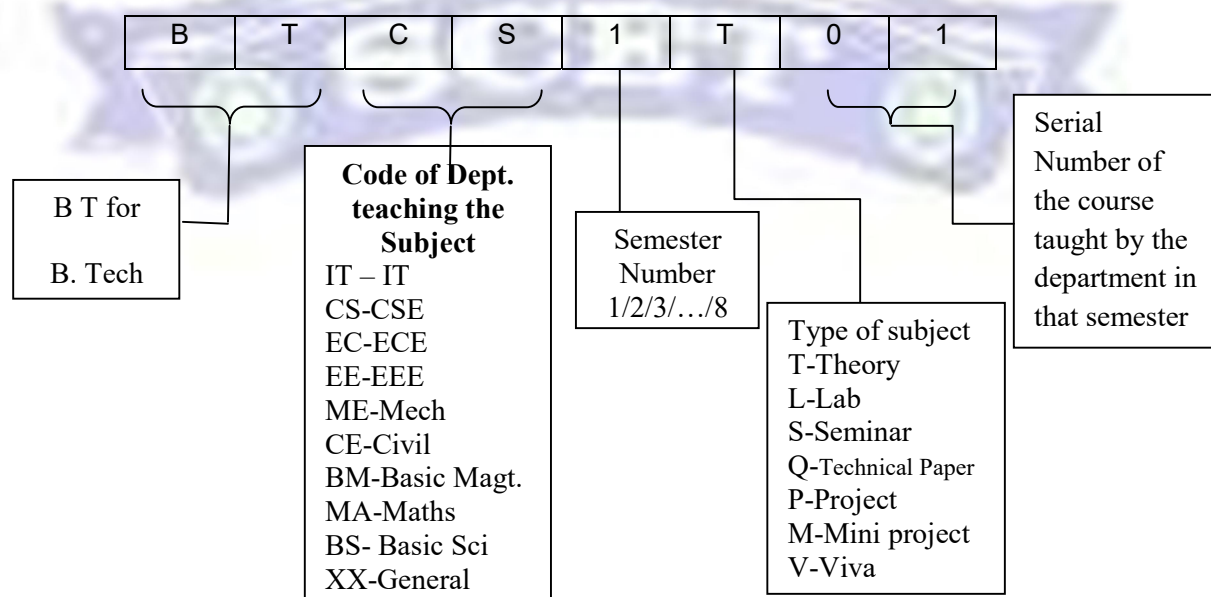 B T C S 1 T 0 1
B T for
B. Tech
Code of Dept.
teaching the
Subject
IT – IT
CS-CSE
EC-ECE
EE-EEE
ME-Mech
CE-Civil
BM-Basic Magt.
MA-Maths
BS- Basic Sci
XX-General
Semester
Number
1/2/3/…/8
Type of subject
T-Theory
L-Lab
S-Seminar
Q-Technical Paper
P-Project
M-Mini project
V-Viva
Serial
Number of
the course
taught by the
department in
that semester